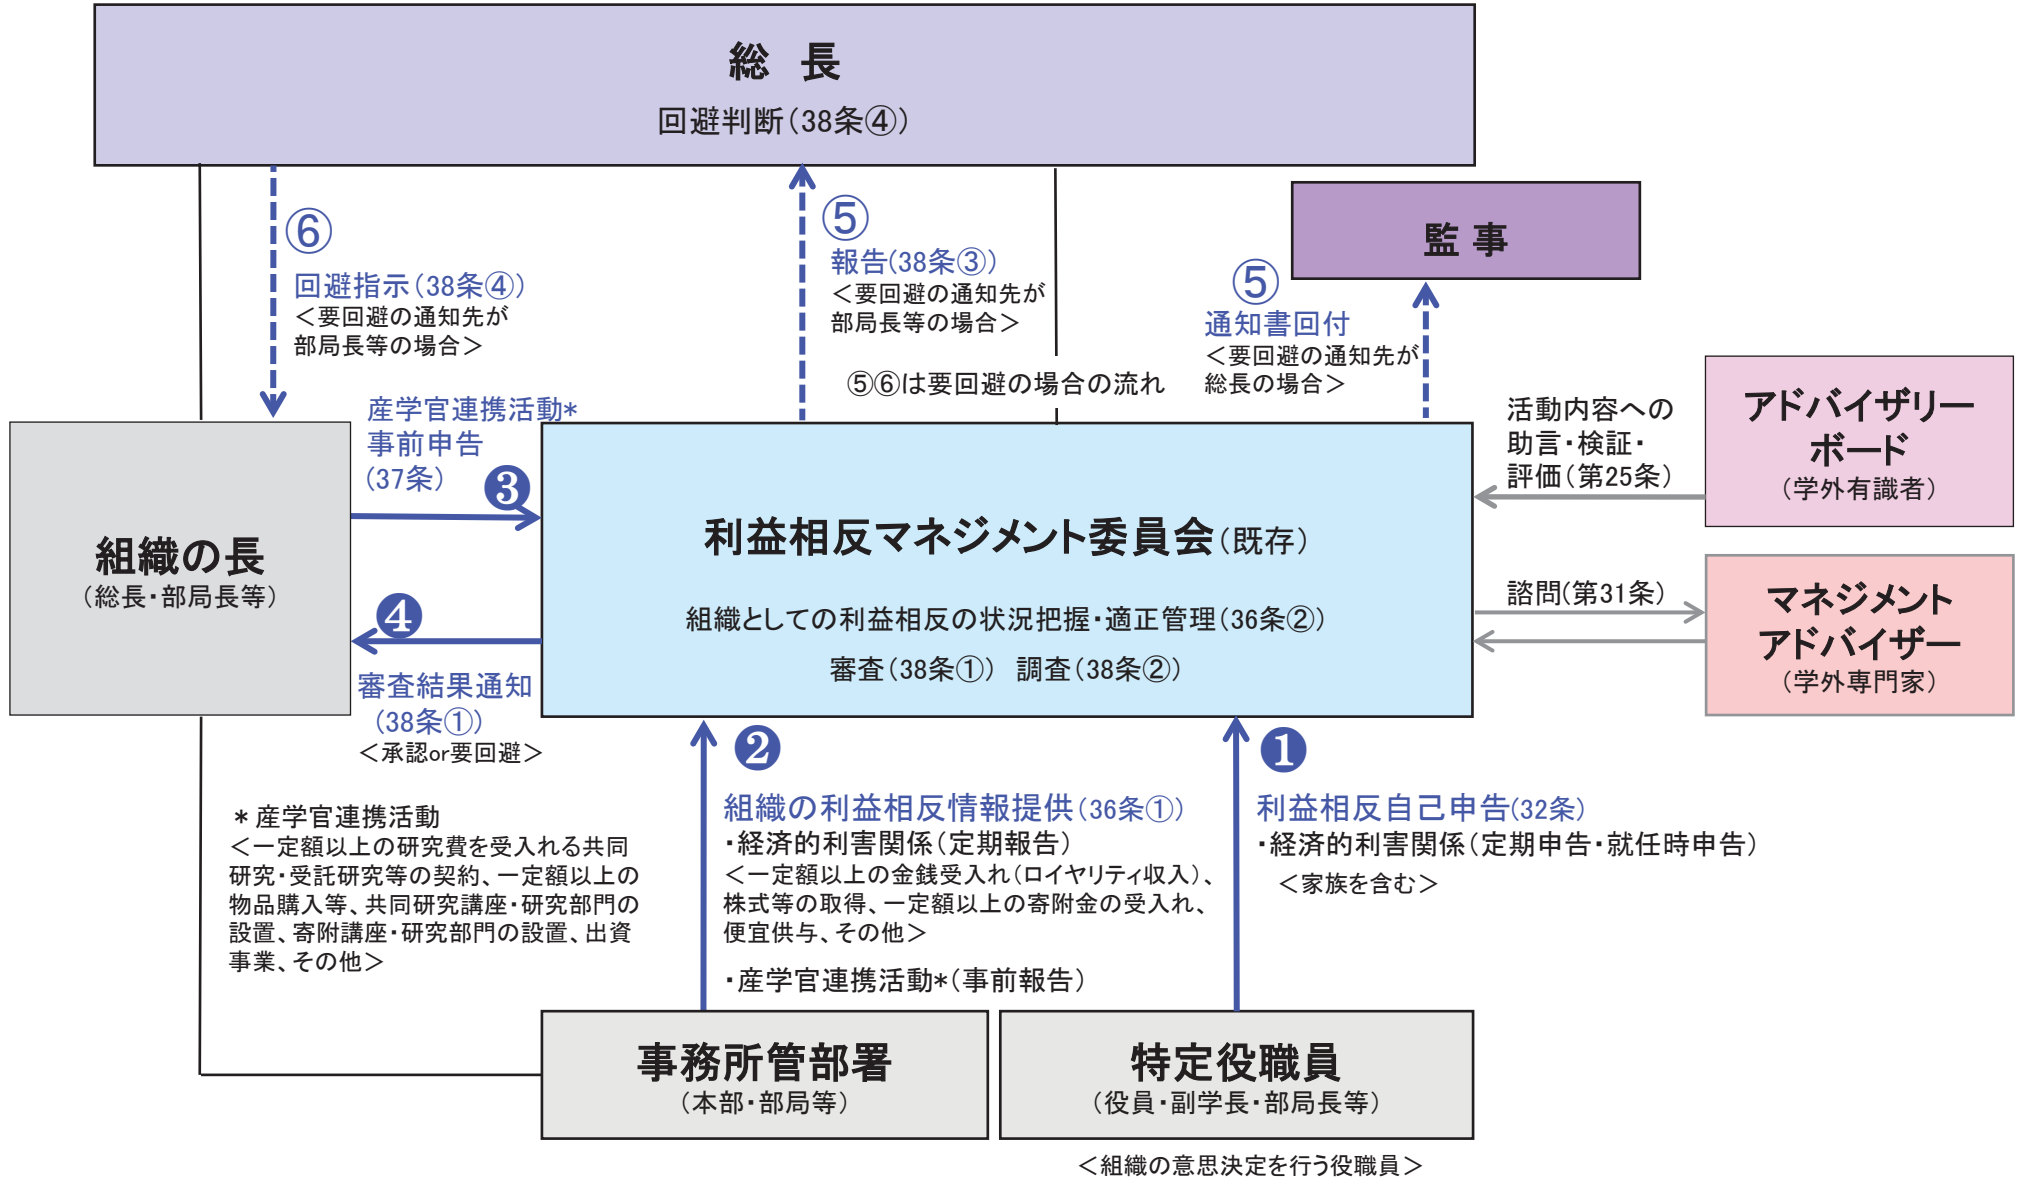 総 長
回避判断(38条④)
監 事
⑥
回避指示(38条④)
＜要回避の通知先が
部局長等の場合＞
⑤
報告(38条③)
＜要回避の通知先が
部局長等の場合＞
⑤
通知書回付
＜要回避の通知先が
総長の場合＞
⑤⑥は要回避の場合の流れ
産学官連携活動*
事前申告
(37条)
❸
活動内容への
助言・検証・
評価(第25条)
アドバイザリー
ボード
(学外有識者)
組織の長
(総長・部局長等)
利益相反マネジメント委員会(既存)
組織としての利益相反の状況把握・適正管理(36条②)
審査(38条①) 調査(38条②)
諮問(第31条)
マネジメント
アドバイザー
(学外専門家)
❹
審査結果通知
(38条①)
＜承認or要回避＞
＊産学官連携活動
＜一定額以上の研究費を受入れる共同
研究・受託研究等の契約、一定額以上の
物品購入等、共同研究講座・研究部門の
設置、寄附講座・研究部門の設置、出資
事業、その他＞
❷
組織の利益相反情報提供(36条①)
・経済的利害関係(定期報告)
＜一定額以上の金銭受入れ(ロイヤリティ収入)、
株式等の取得、一定額以上の寄附金の受入れ、
便宜供与、その他＞
・産学官連携活動*(事前報告)
❶
利益相反自己申告(32条)
・経済的利害関係(定期申告・就任時申告)
＜家族を含む＞
事務所管部署
(本部・部局等)
特定役職員
(役員・副学長・部局長等)
＜組織の意思決定を行う役職員＞